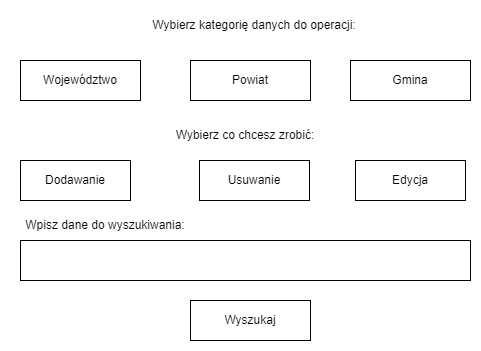 Wybierz kategorię danych do operacji:
Województwo Powiat Gmina
Wybierz co chcesz zrobić:
Dodawanie Usuwanie Edycja
Wpisz dane do wyszukiwania:
Wyszukaj